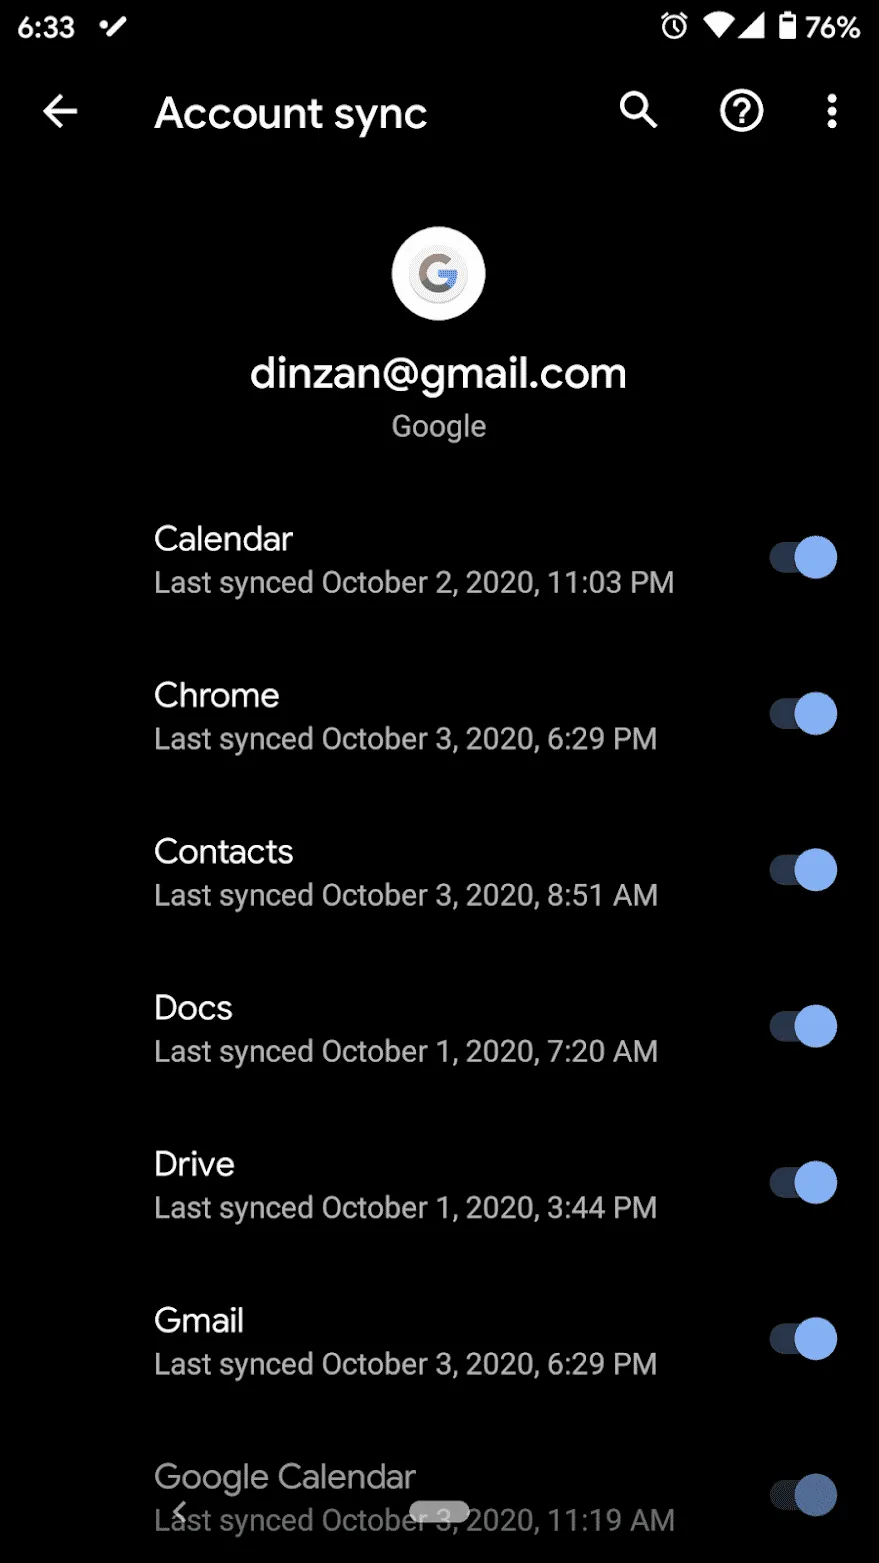 6:33 76%
Account sync
dinzan@gmail.com
Google
Calendar
Last synced October 2, 2020, 11:03 PM
Chrome
Last synced October 3, 2020, 6:29 PM
Contacts
Last synced October 3, 2020, 8:51 AM
Docs
Last synced October 1, 2020, 7:20 AM
Drive
Last synced October 1, 2020, 3:44 PM
Gmail
Last synced October 3, 2020, 6:29 PM
Google Calendar
Last synced October 3, 2020, 11:19 AM